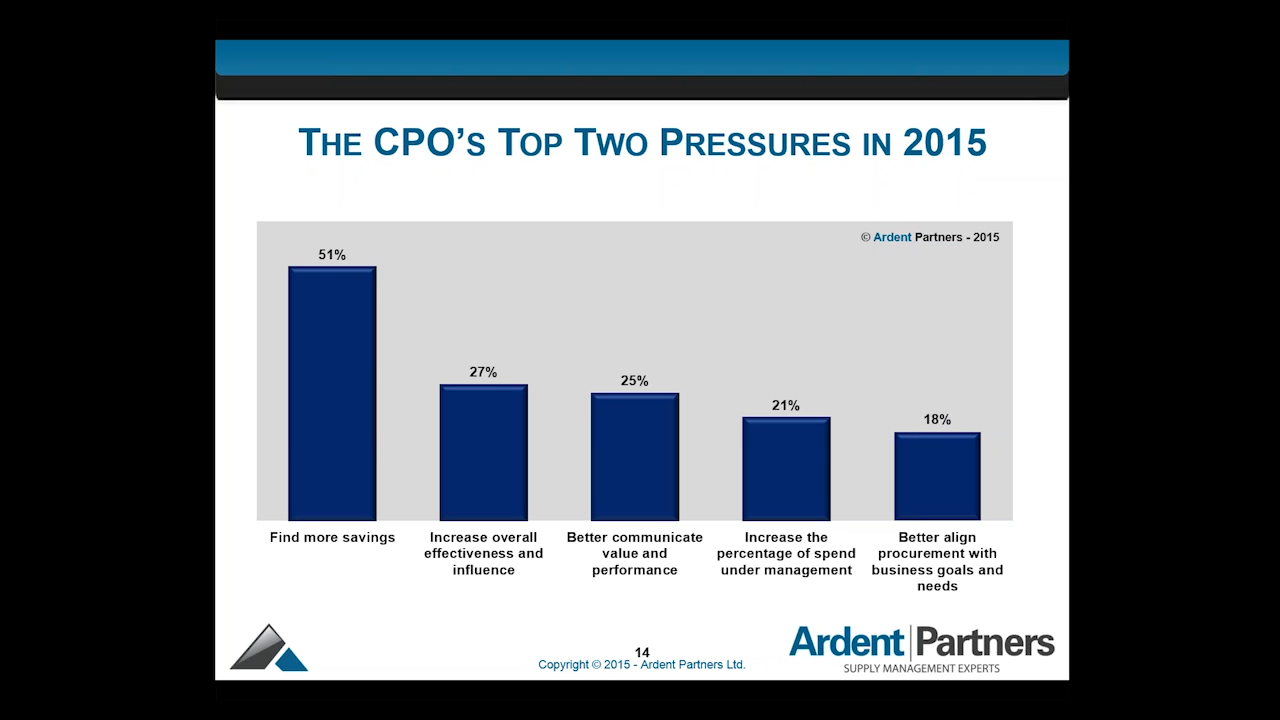 THE CPO'S TOP TWO PRESSURES IN 2015
© Ardent Partners - 2015
51%
27%
25%
21%
18%
Find more savings
Increase overall
effectiveness and
influence
Better communicate
value and
performance
Increase the
percentage of spend
under management
Better align
procurement with
business goals and
needs
14
Copyright © 2015 - Ardent Partners Ltd.
Ardent Partners
SUPPLY MANAGEMENT EXPERTS